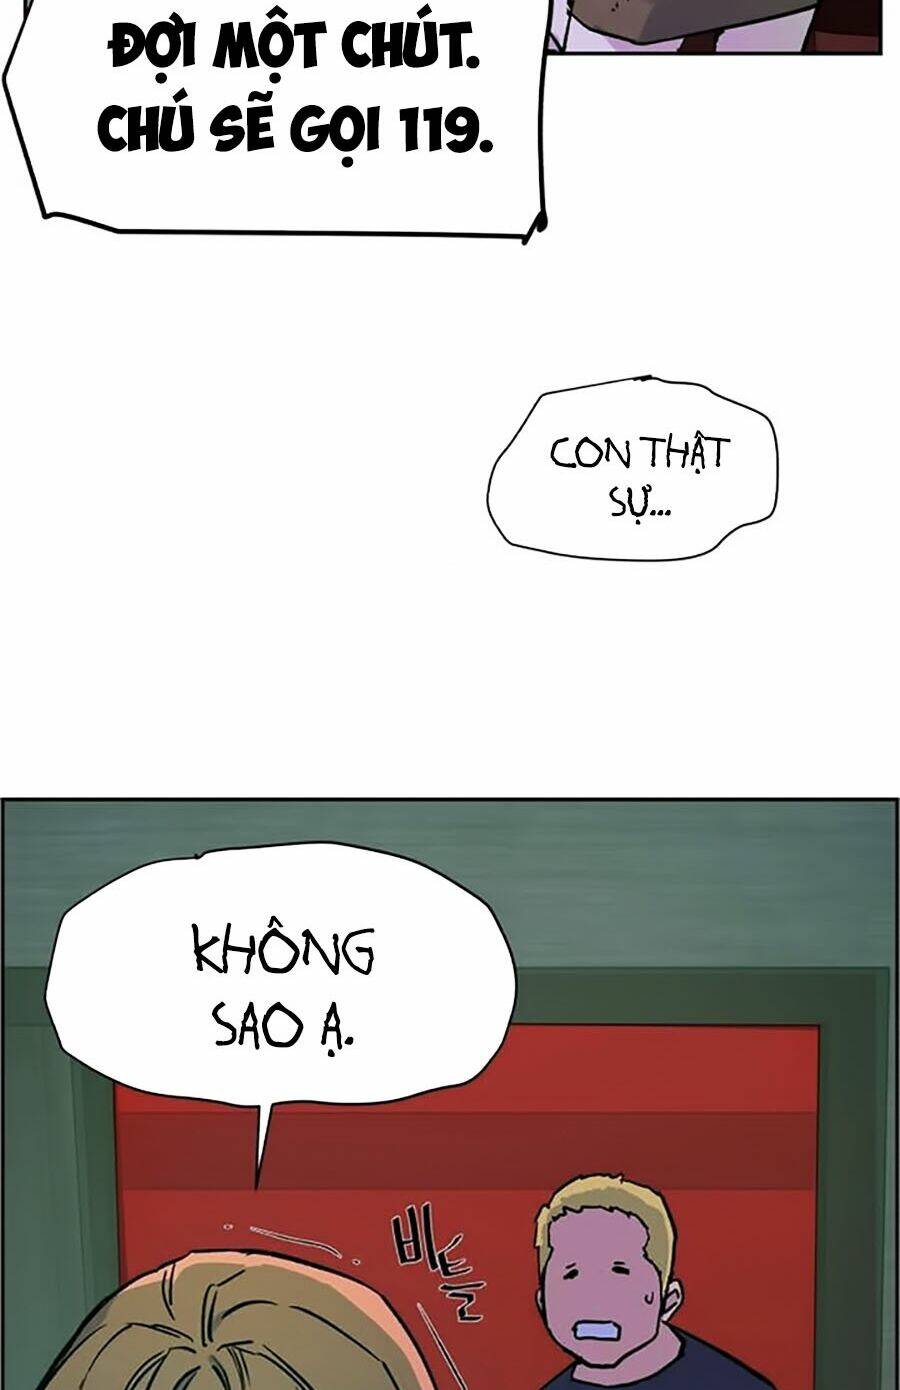 ĐỢI MỘT CHÚT.
CHÚ SẼ GỌI 119.
CON THẬT
SỰ...
KHÔNG
SAO Ạ.
비틀